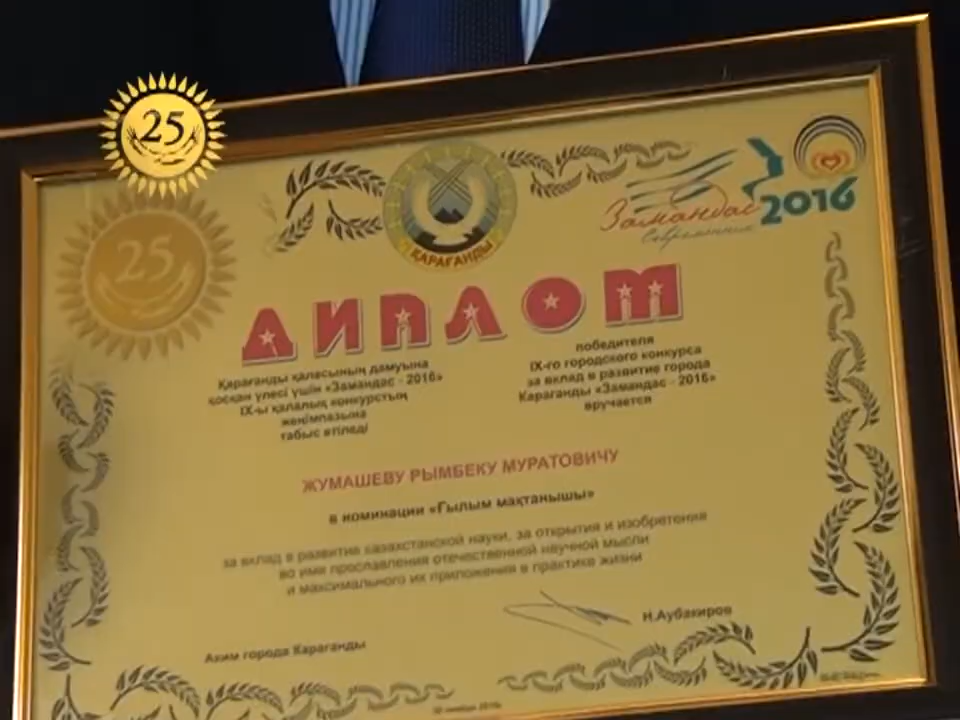 25
25
ҚАРАҒАНДЫ
Замандас
Современник
2016
ДИПЛОМ
Қарағанды қаласының дамуына
қосқан үлесі үшін «Замандас - 2016»
IX-ы қалалық конкурстың
жеңімпазына
табыс етіледі
победителя
IX-го городского конкурса
за вклад в развитие города
Караганды «Замандас - 2016»
вручается
ЖУМАШЕВУ РЫМБЕКУ МУРАТОВИЧУ
в номинации «Ғылым мақтанышы»
за вклад в развитие казахстанской науки, за открытия и изобретения
во имя прославления отечественной научной мысли
и максимального их приложения в практике жизни
Аким города Караганды
Н.Аубакиров